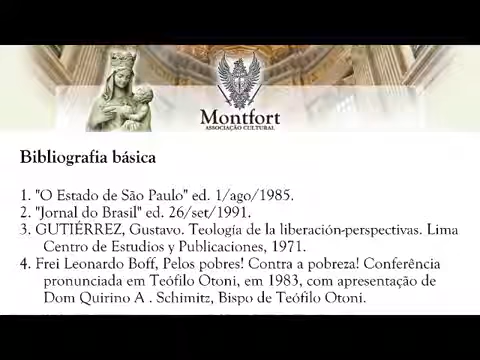 Montfort
ASSOCIAÇÃO CULTURAL
Bibliografia básica
1. "O Estado de São Paulo" ed. 1/ago/1985.
2. "Jornal do Brasil" ed. 26/set/1991.
3. GUTIÉRREZ, Gustavo. Teología de la liberación-perspectivas. Lima
Centro de Estudios y Publicaciones, 1971.
4. Frei Leonardo Boff, Pelos pobres! Contra a pobreza! Conferência
pronunciada em Teófilo Otoni, em 1983, com apresentação de
Dom Quirino A . Schimitz, Bispo de Teófilo Otoni.